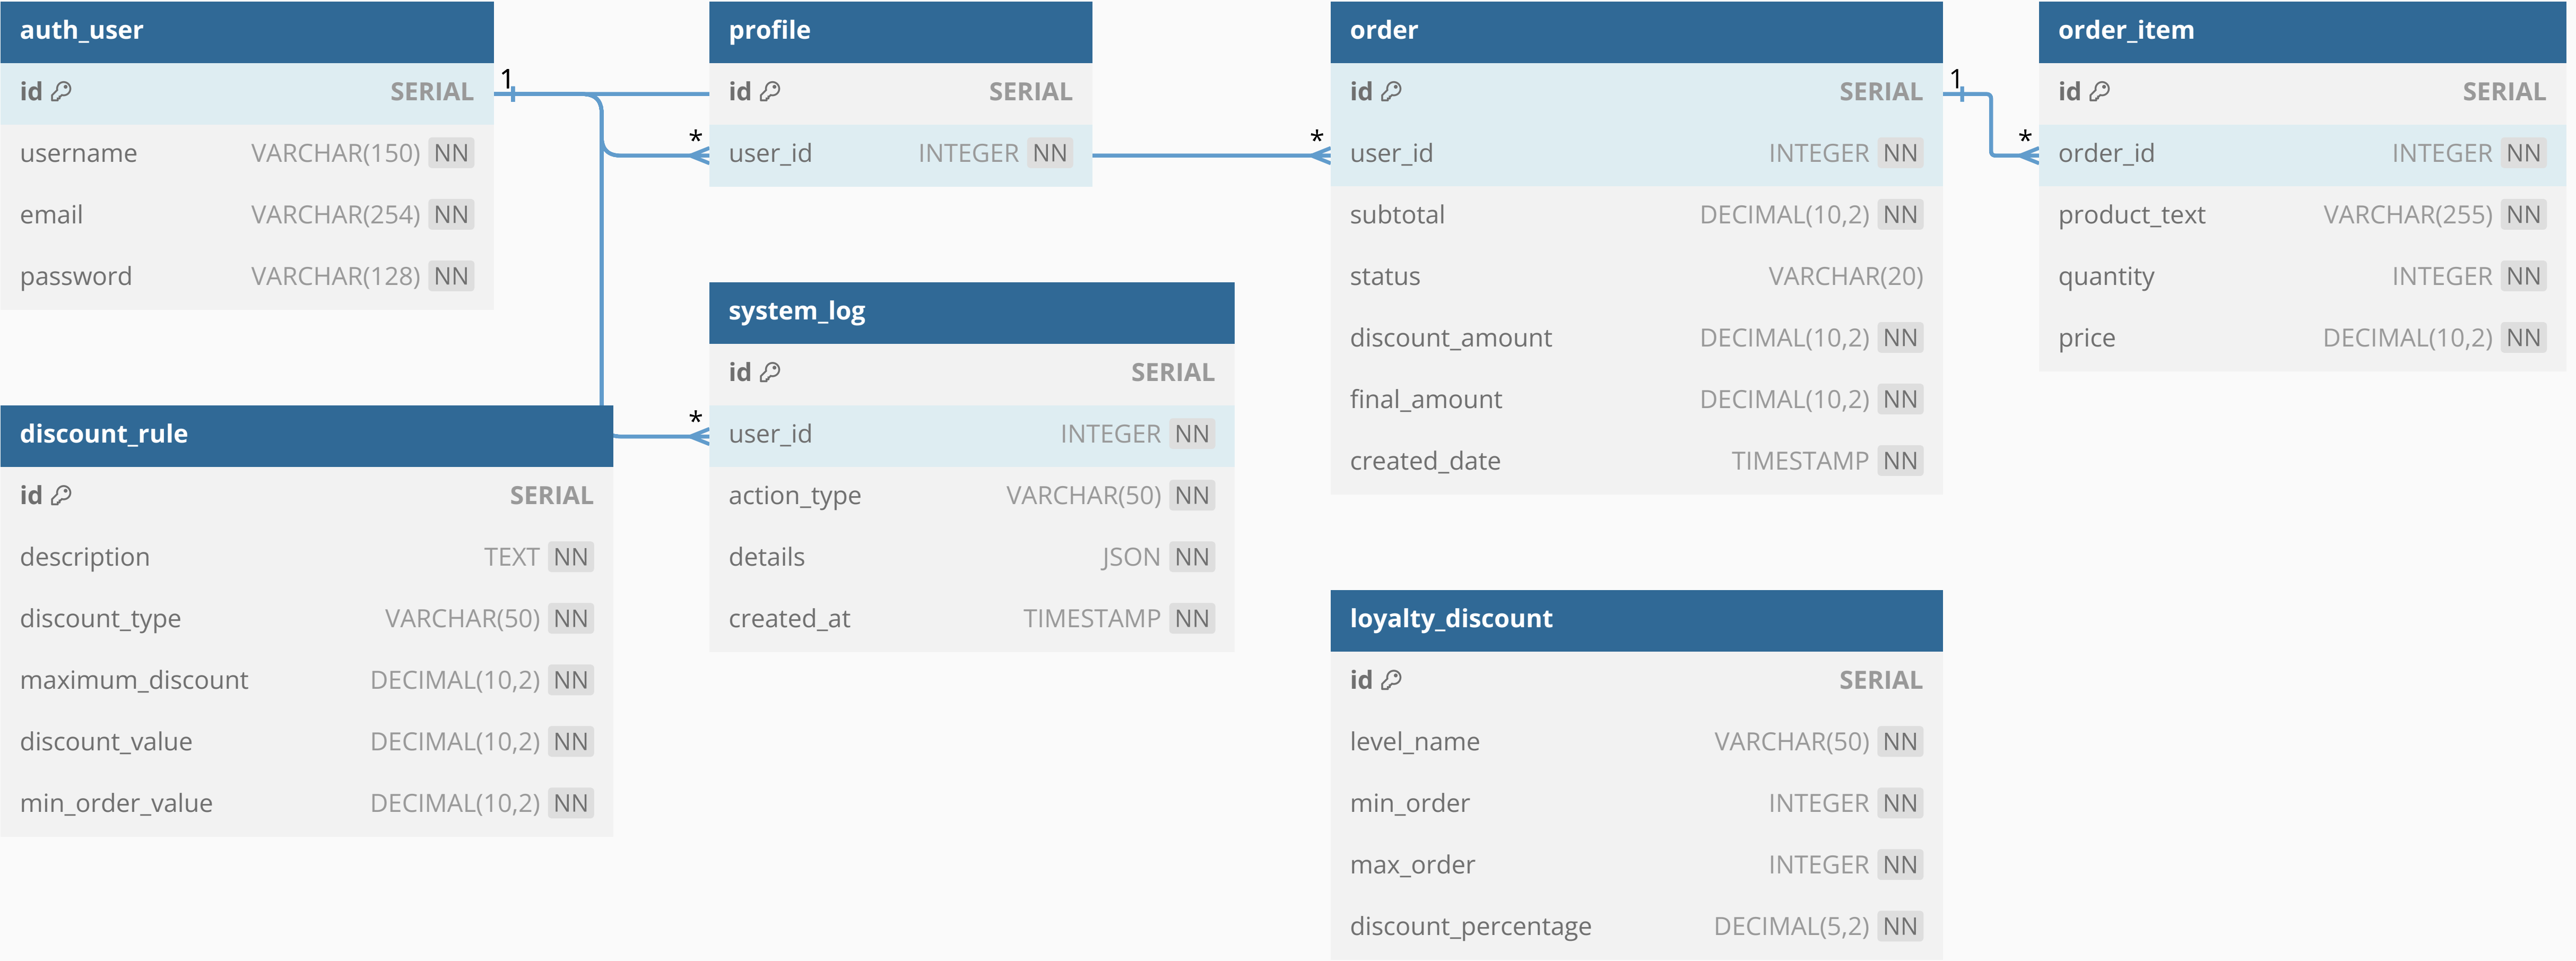 auth_user
id SERIAL
username VARCHAR(150) NN
email VARCHAR(254) NN
password VARCHAR(128) NN
1
profile
id SERIAL
* user_id INTEGER NN
system_log
id SERIAL
* user_id INTEGER NN
action_type VARCHAR(50) NN
details JSON NN
created_at TIMESTAMP NN
discount_rule
id SERIAL
description TEXT NN
discount_type VARCHAR(50) NN
maximum_discount DECIMAL(10,2) NN
discount_value DECIMAL(10,2) NN
min_order_value DECIMAL(10,2) NN
order
id SERIAL
* user_id INTEGER NN
subtotal DECIMAL(10,2) NN
status VARCHAR(20)
discount_amount DECIMAL(10,2) NN
final_amount DECIMAL(10,2) NN
created_date TIMESTAMP NN
1
order_item
id SERIAL
* order_id INTEGER NN
product_text VARCHAR(255) NN
quantity INTEGER NN
price DECIMAL(10,2) NN
loyalty_discount
id SERIAL
level_name VARCHAR(50) NN
min_order INTEGER NN
max_order INTEGER NN
discount_percentage DECIMAL(5,2) NN